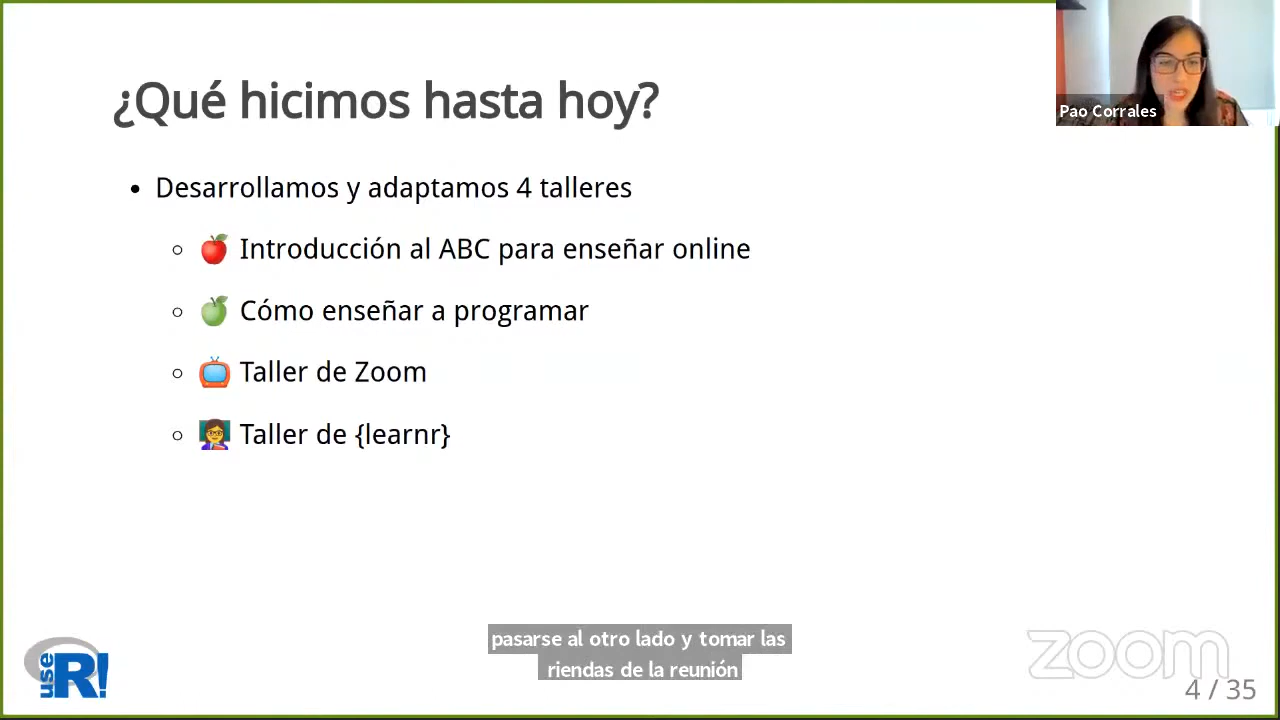 ¿Qué hicimos hasta hoy?
Pao Corrales
Desarrollamos y adaptamos 4 talleres
Introducción al ABC para enseñar online
Cómo enseñar a programar
Taller de Zoom
Taller de {learnr}
pasarse al otro lado y tomar las
riendas de la reunión
useR!
zoom
4 / 35